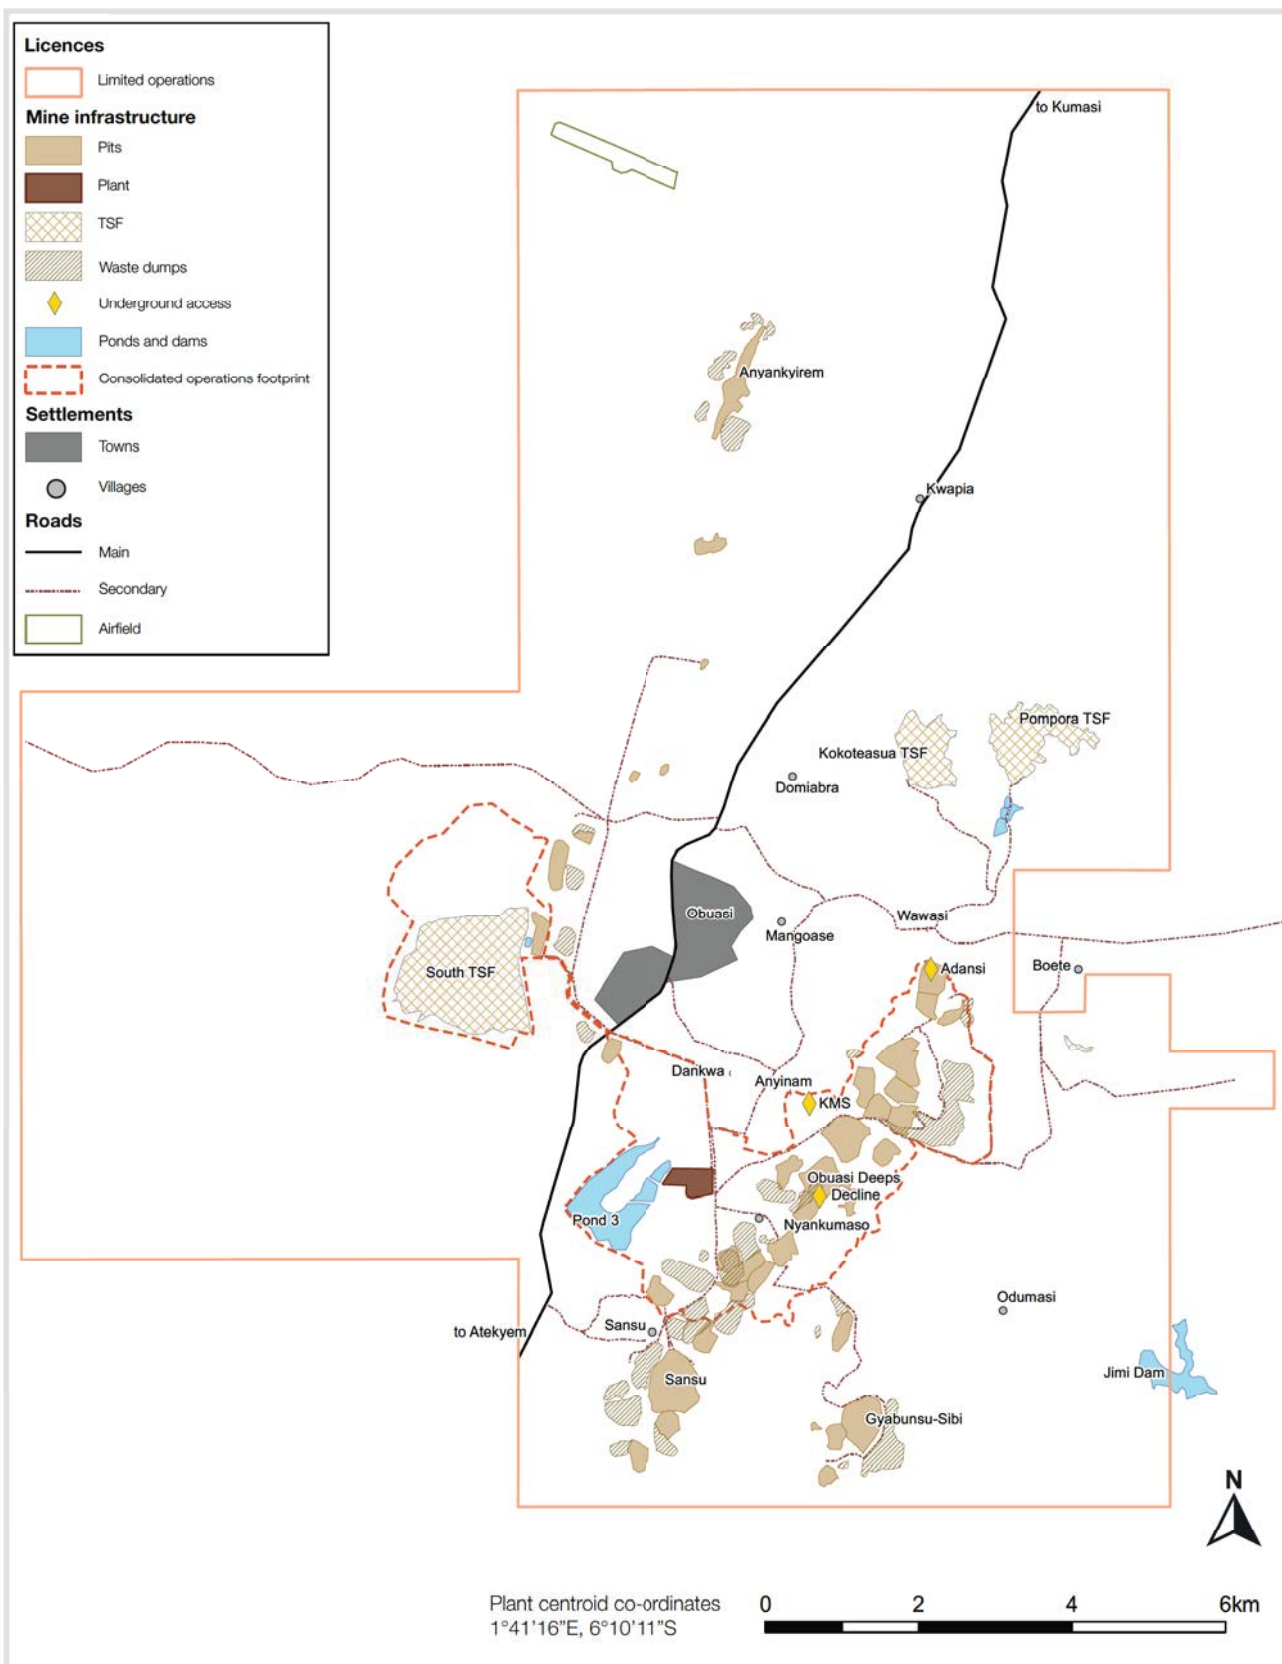 Licences
Limited operations
Mine infrastructure
Pits
Plant
TSF
Waste dumps
Underground access
Ponds and dams
Consolidated operations footprint
Settlements
Towns
Villages
Roads
Main
Secondary
Airfield
to Kumasi
Anyankyirem
Kwapia
Pompora TSF
Kokoteasua TSF
Domiabra
Obuasi
Wawasi
Mangoase
South TSF
Adansi
Boete
Dankwa
Anyinam
KMS
Obuasi Deeps
Decline
Pond 3
Nyankumaso
Odumasi
Sansu
to Atekyem
Jimi Dam
Sansu
Gyabunsu-Sibi
N
Plant centroid co-ordinates
1°41'16"E, 6°10'11"S
0 2 4 6km